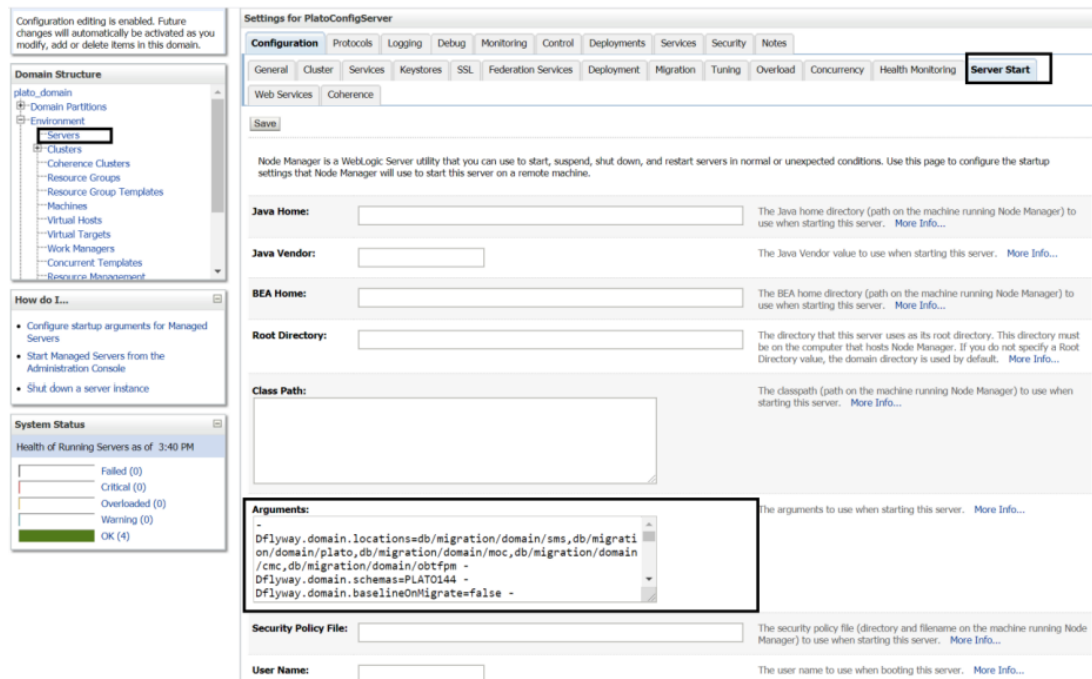 Configuration editing is enabled. Future
changes will automatically be activated as you
modify, add or delete items in this domain.
Domain Structure
plato_domain
Domain Partitions
Environment
Servers
Clusters
Coherence Clusters
Resource Groups
Resource Group Templates
Machines
Virtual Hosts
Virtual Targets
Work Managers
Concurrent Templates
Resource Management
How do I...
Configure startup arguments for Managed
Servers
Start Managed Servers from the
Administration Console
Shut down a server instance
System Status
Health of Running Servers as of 3:40 PM
Failed (0)
Critical (0)
Overloaded (0)
Warning (0)
OK (4)
Settings for PlatoConfigServer
Configuration Protocols Logging Debug Monitoring Control Deployments Services Security Notes
General Cluster Services Keystores SSL Federation Services Deployment Migration Tuning Overload Concurrency Health Monitoring Server Start
Web Services Coherence
Save
Node Manager is a WebLogic Server utility that you can use to start, suspend, shut down, and restart servers in normal or unexpected conditions. Use this page to configure the startup
settings that Node Manager will use to start this server on a remote machine.
Java Home:
The Java home directory (path on the machine running Node Manager) to
use when starting this server. More Info...
Java Vendor:
The Java Vendor value to use when starting this server. More Info...
BEA Home:
The BEA home directory (path on the machine running Node Manager) to
use when starting this server. More Info...
Root Directory:
The directory that this server uses as its root directory. This directory must
be on the computer that hosts Node Manager. If you do not specify a Root
Directory value, the domain directory is used by default. More Info...
Class Path:
The classpath (path on the machine running Node Manager) to use when
starting this server. More Info...
Arguments:
-
Dflyway.domain.locations=db/migration/domain/sms,db/migrati
on/domain/plato,db/migration/domain/moc,db/migration/domain
/cmc,db/migration/domain/obtfpm -
Dflyway.domain.schemas=PLATO144 -
Dflyway.domain.baselineOnMigrate=false -
The arguments to use when starting this server. More Info...
Security Policy File:
The security policy file (directory and filename on the machine running Node
Manager) to use when starting this server. More Info...
User Name:
The user name to use when booting this server. More Info...